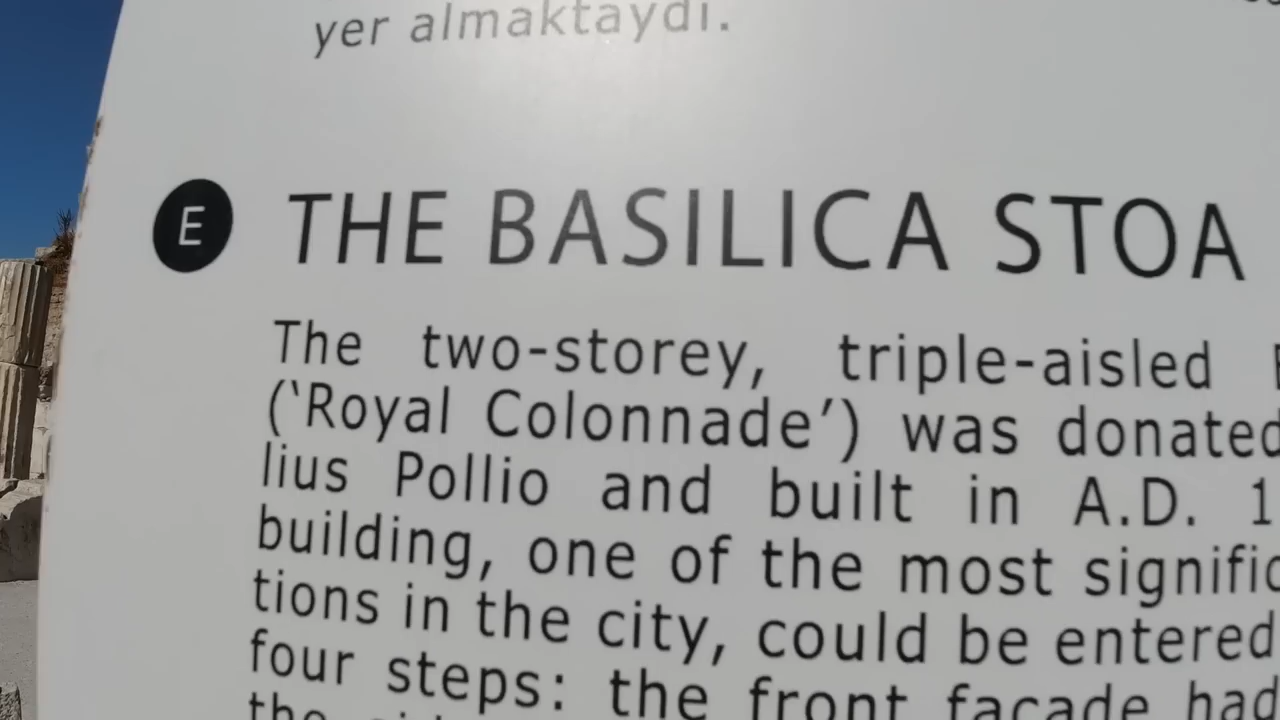 yer almaktaydı.
E THE BASILICA STOA
The two-storey, triple-aisled
('Royal Colonnade') was donated
lius Pollio and built in A.D. 1
building, one of the most signific
tions in the city, could be entered
four steps: the front facade had
the